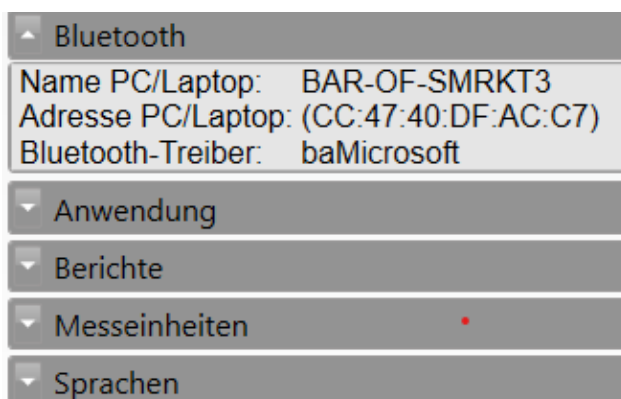 Bluetooth
Name PC/Laptop: BAR-OF-SMRKT3
Adresse PC/Laptop: (CC:47:40:DF:AC:C7)
Bluetooth-Treiber: baMicrosoft
Anwendung
Berichte
Messeinheiten
Sprachen